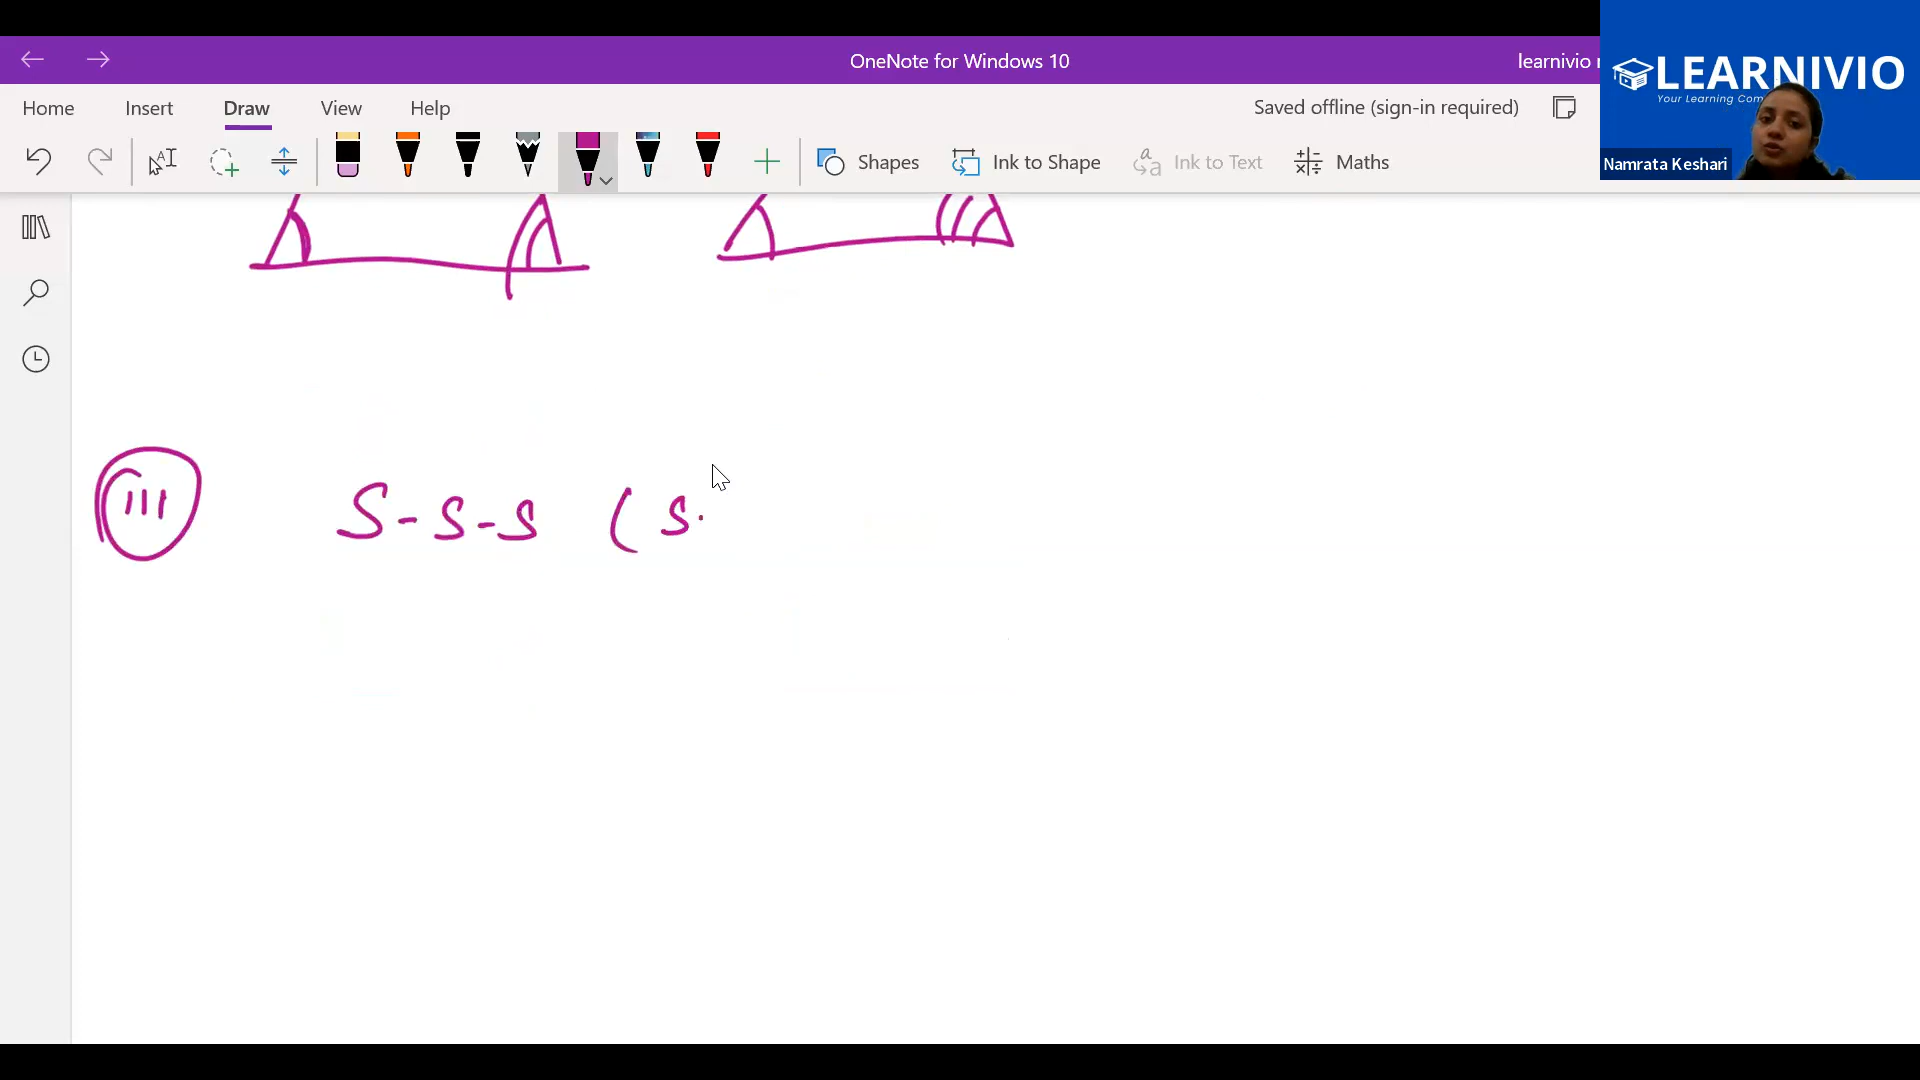 OneNote for Windows 10
learnivio
LEARNIVIO
Your Learning Com
Namrata Keshari
Home Insert Draw View Help
Saved offline (sign-in required)
Shapes Ink to Shape Ink to Text Maths
III S-S-S ( S.